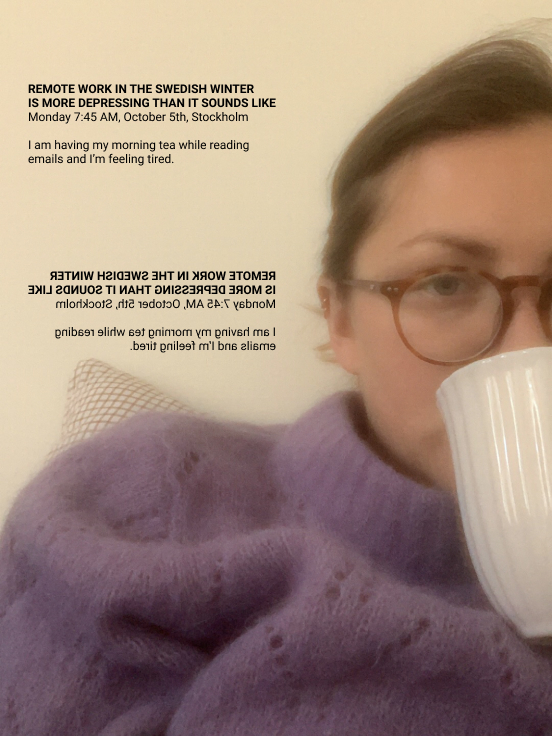 REMOTE WORK IN THE SWEDISH WINTER
IS MORE DEPRESSING THAN IT SOUNDS LIKE
Monday 7:45 AM, October 5th, Stockholm
I am having my morning tea while reading
emails and I'm feeling tired.
REMOTE WORK IN THE SWEDISH WINTER
IS MORE DEPRESSING THAN IT SOUNDS LIKE
Monday 7:45 AM, October 5th, Stockholm
I am having my morning tea while reading
emails and I'm feeling tired.